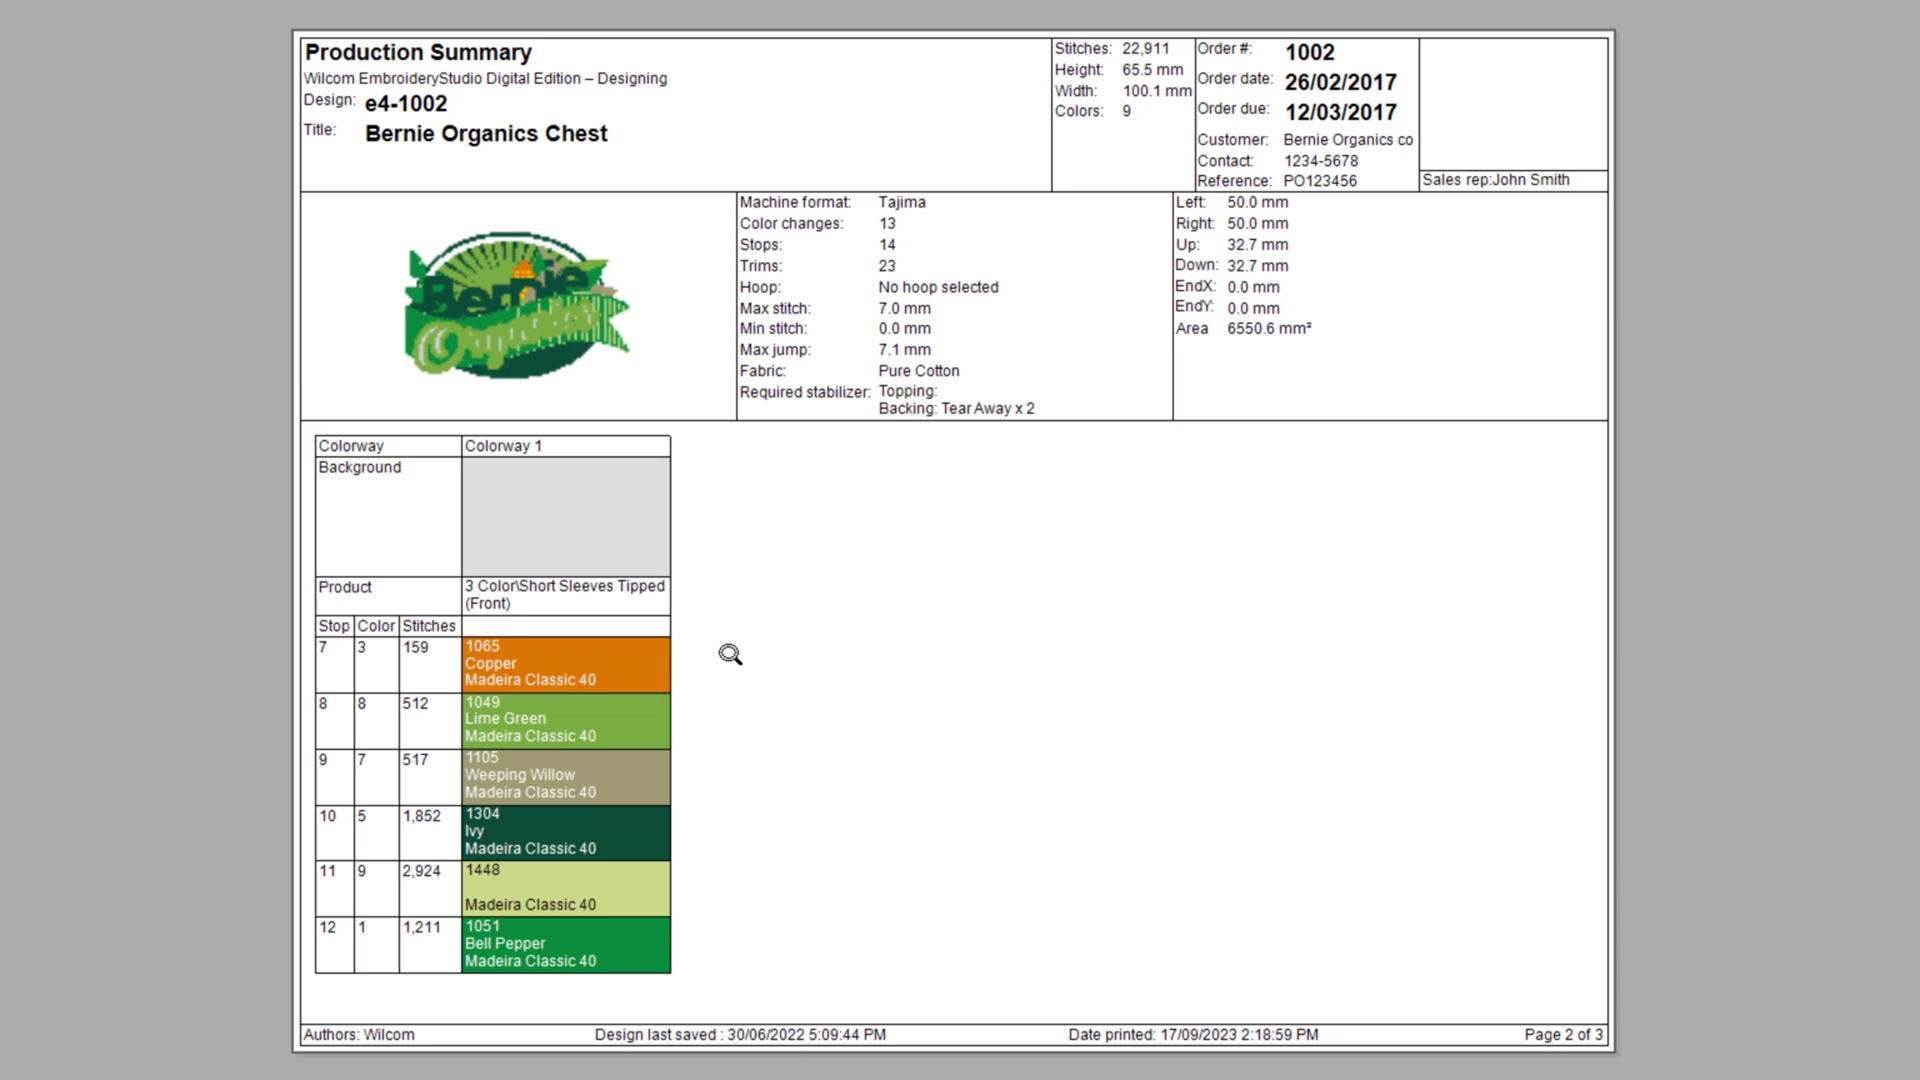 Production Summary
Wilcom EmbroideryStudio Digital Edition – Designing
Design: e4-1002
Title: Bernie Organics Chest
Stitches: 22,911
Height: 65.5 mm
Width: 100.1 mm
Colors: 9
Order #: 1002
Order date: 26/02/2017
Order due: 12/03/2017
Customer: Bernie Organics co
Contact: 1234-5678
Reference: PO123456
Sales rep:John Smith
Bernie
Organics
Machine format: Tajima
Color changes: 13
Stops: 14
Trims: 23
Hoop: No hoop selected
Max stitch: 7.0 mm
Min stitch: 0.0 mm
Max jump: 7.1 mm
Fabric: Pure Cotton
Required stabilizer: Topping:
Backing: Tear Away x 2
Left: 50.0 mm
Right: 50.0 mm
Up: 32.7 mm
Down: 32.7 mm
EndX: 0.0 mm
EndY: 0.0 mm
Area 6550.6 mm²
Colorway Colorway 1
Background
Product 3 Color\Short Sleeves Tipped
(Front)
Stop Color Stitches
7 3 159 1065
Copper
Madeira Classic 40
8 8 512 1049
Lime Green
Madeira Classic 40
9 7 517 1105
Weeping Willow
Madeira Classic 40
10 5 1,852 1304
Ivy
Madeira Classic 40
11 9 2,924 1448
Madeira Classic 40
12 1 1,211 1051
Bell Pepper
Madeira Classic 40
Authors: Wilcom Design last saved : 30/06/2022 5:09:44 PM Date printed: 17/09/2023 2:18:59 PM Page 2 of 3